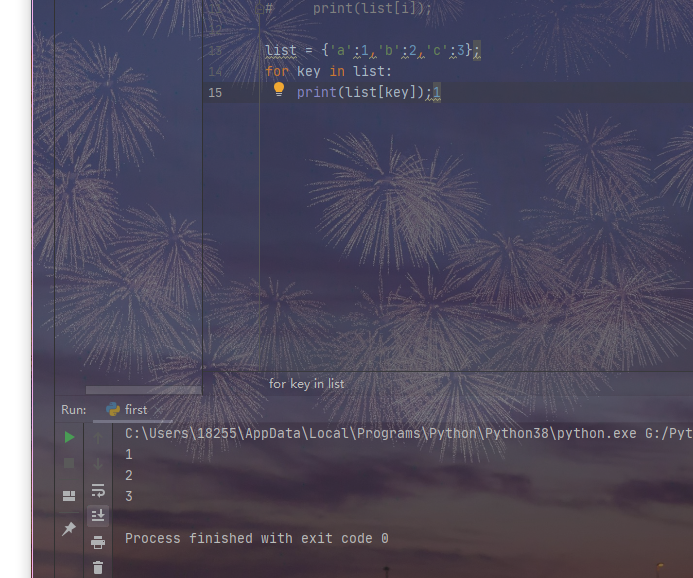 12 #     print(list[i]);
13 list = {'a':1,'b':2,'c':3};
14 for key in list:
15     print(list[key]);1
for key in list
Run: first
C:\Users\18255\AppData\Local\Programs\Python\Python38\python.exe G:/Pyt
1
2
3
Process finished with exit code 0